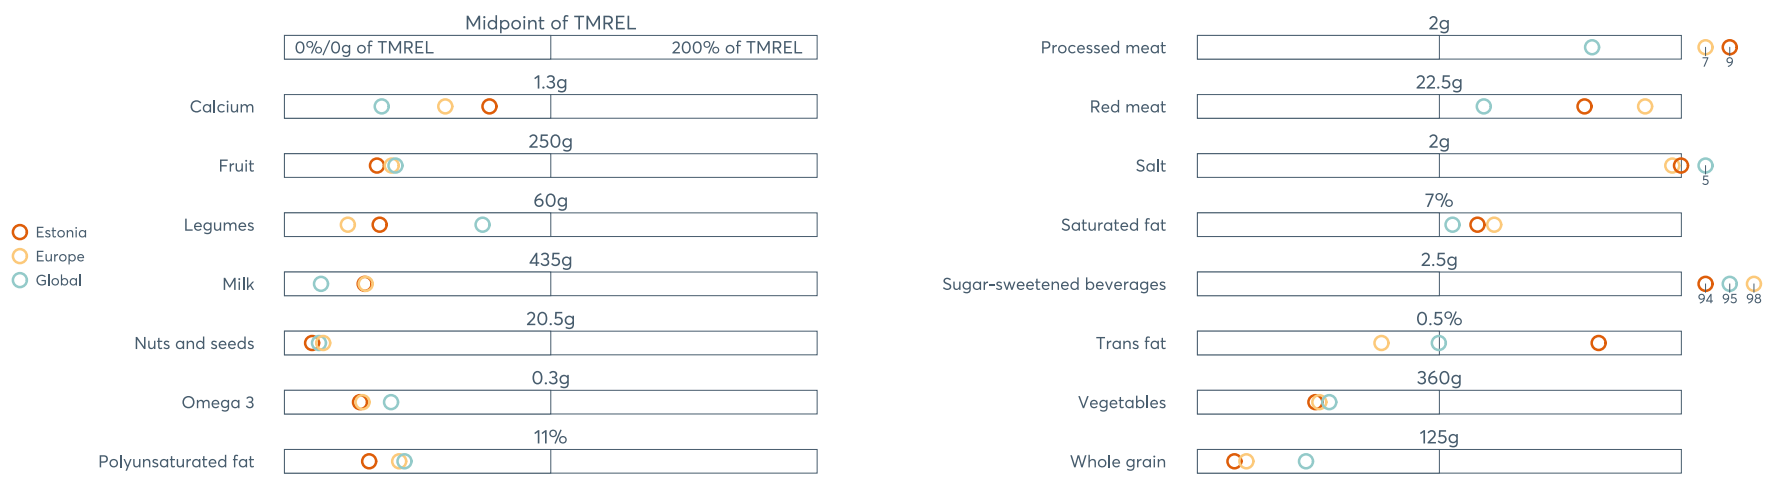 Midpoint of TMREL
0%/0g of TMREL
200% of TMREL
1.3g
Calcium
250g
Fruit
60g
Legumes
435g
Milk
20.5g
Nuts and seeds
0.3g
Omega 3
11%
Polyunsaturated fat
Estonia
Europe
Global
2g
Processed meat
7
9
22.5g
Red meat
2g
Salt
5
7%
Saturated fat
2.5g
Sugar-sweetened beverages
94
95
98
0.5%
Trans fat
360g
Vegetables
125g
Whole grain